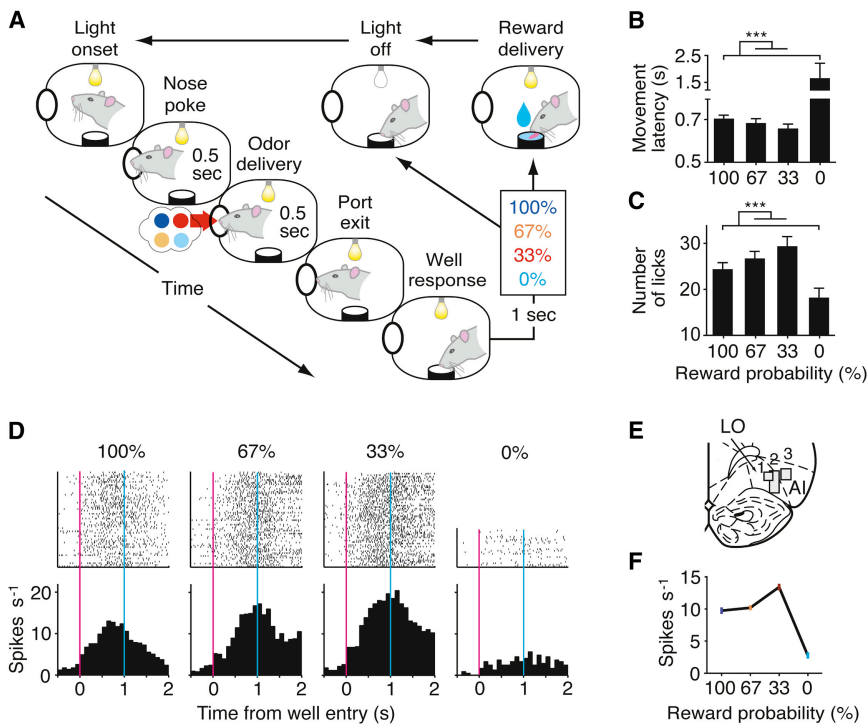 A
Light
onset
Light
off
Reward
delivery
Nose
poke
0.5
sec
Odor
delivery
0.5
sec
Port
exit
Well
response
100%
67%
33%
0%
1 sec
Time
B
***
Movement
latency (s)
2.5
1.5
0.7
0.5
100 67 33 0
C
***
Number
of licks
30
20
10
100 67 33 0
Reward probability (%)
D
100% 67% 33% 0%
Spikes s⁻¹
20
10
0
0 1 2 0 1 2 0 1 2 0 1 2
Time from well entry (s)
E
LO
1 2 3
AI
F
Spikes s⁻¹
15
10
5
0
100 67 33 0
Reward probability (%)